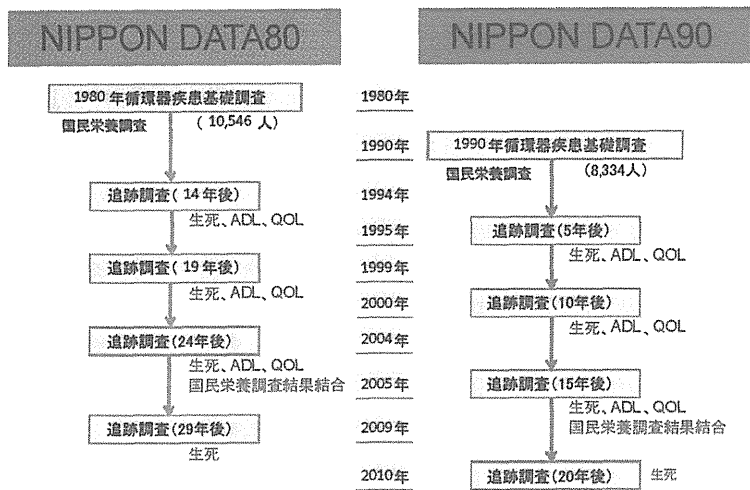 NIPPON DATA80
1980年循環器疾患基礎調査
国民栄養調査 (10,546 人)
追跡調査(14年後)
生死、ADL、QOL
追跡調査(19年後)
生死、ADL、QOL
追跡調査(24年後)
生死、ADL、QOL
国民栄養調査結果結合
追跡調査(29年後)
生死
1980年
1990年
1994年
1995年
1999年
2000年
2004年
2005年
2009年
2010年
NIPPON DATA90
1990年循環器疾患基礎調査
国民栄養調査 (8,334人)
追跡調査(5年後)
生死、ADL、QOL
追跡調査(10年後)
生死、ADL、QOL
追跡調査(15年後)
生死、ADL、QOL
国民栄養調査結果結合
追跡調査(20年後) 生死